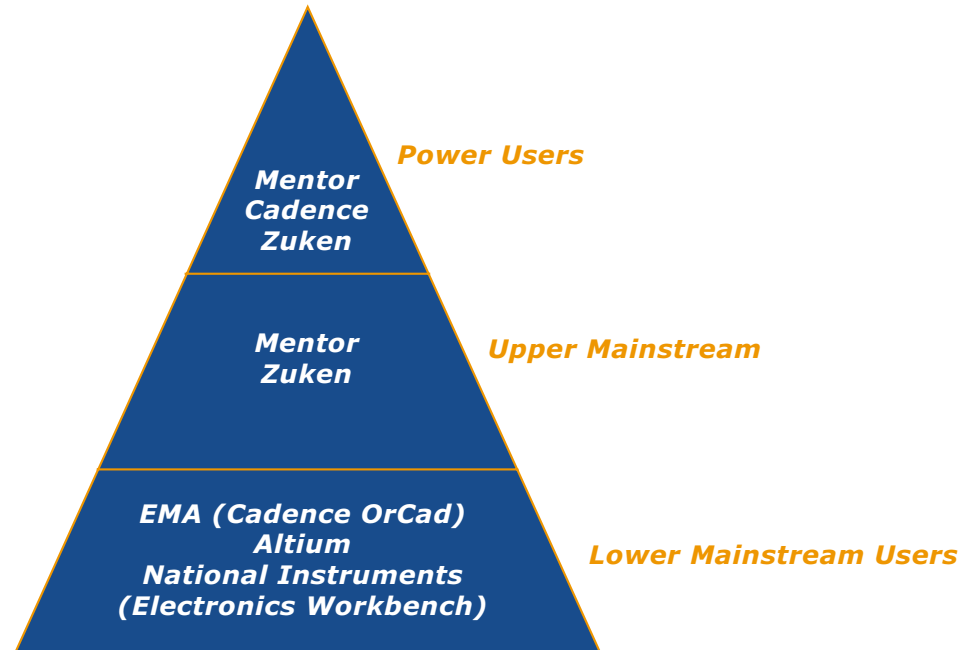 Power Users
Mentor
Cadence
Zuken
Mentor
Upper Mainstream
Zuken
EMA (Cadence OrCad)
Altium
Lower Mainstream Users
National Instruments
(Electronics Workbench)